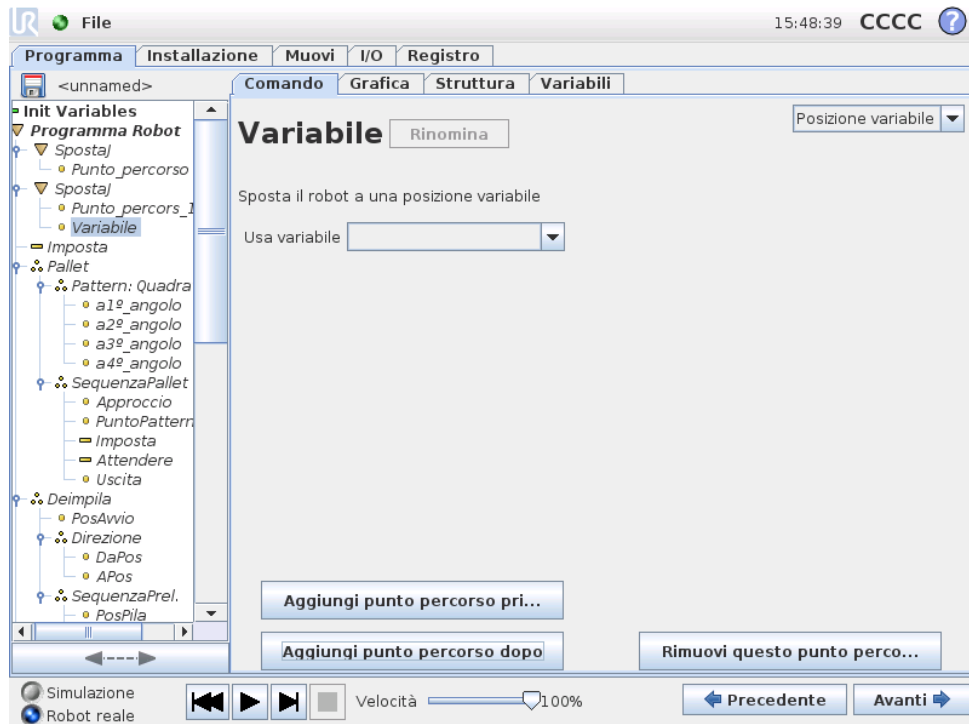 UR File 15:48:39 CCCC ?
Programma Installazione Muovi I/O Registro
<unnamed>
Comando Grafica Struttura Variabili
Init Variables
Programma Robot
SpostaJ
Punto_percorso
SpostaJ
Punto_percors_1
Variabile
Imposta
Pallet
Pattern: Quadra
a1º_angolo
a2º_angolo
a3º_angolo
a4º_angolo
SequenzaPallet
Approccio
PuntoPattern
Imposta
Attendere
Uscita
Deimpila
PosAvvio
Direzione
DaPos
APos
SequenzaPrel.
PosPila
Variabile Rinomina
Posizione variabile
Sposta il robot a una posizione variabile
Usa variabile
Aggiungi punto percorso pri...
Aggiungi punto percorso dopo
Rimuovi questo punto perco...
Simulazione
Robot reale
Velocità 100%
Precedente Avanti